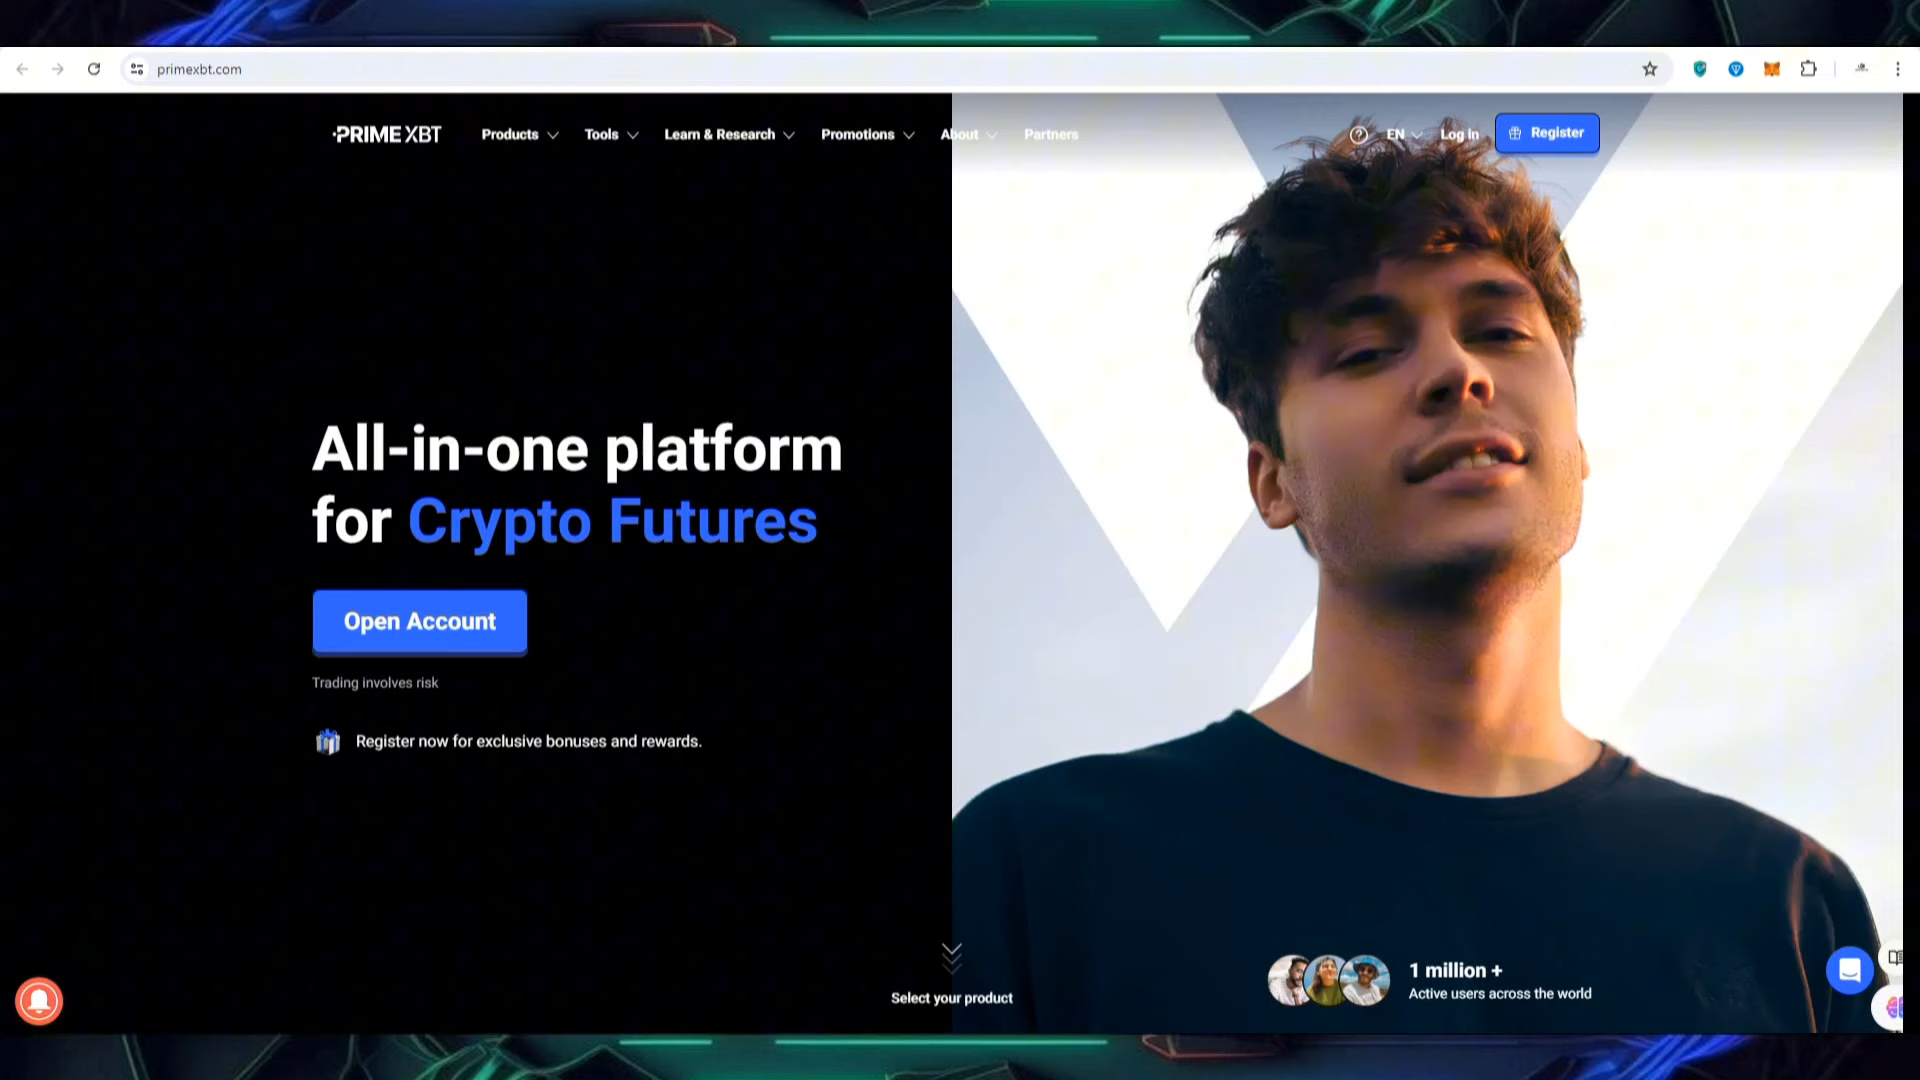 primexbt.com
PRIME XBT
Products
Tools
Learn & Research
Promotions
About
Partners
EN
Log In
Register
All-in-one platform
for Crypto Futures
Open Account
Trading involves risk
Register now for exclusive bonuses and rewards.
Select your product
1 million +
Active users across the world